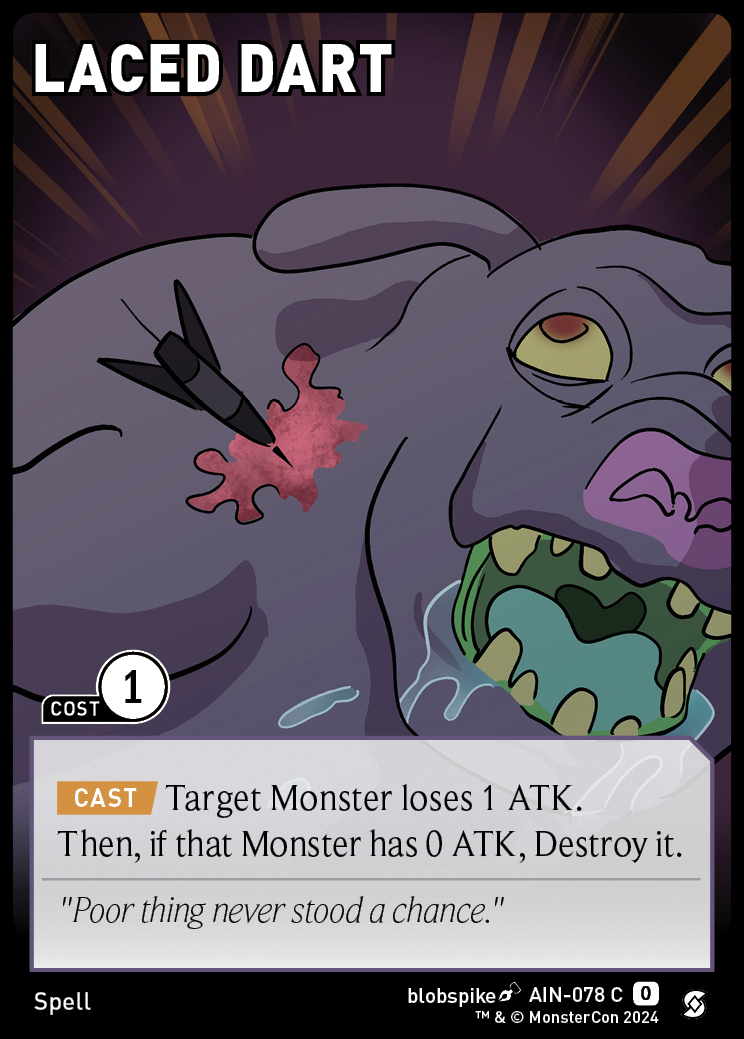 LACED DART
1
COST
CAST Target Monster loses 1 ATK.
Then, if that Monster has 0 ATK, Destroy it.
"Poor thing never stood a chance."
Spell
blobspike AIN-078 C 0
™ & © MonsterCon 2024